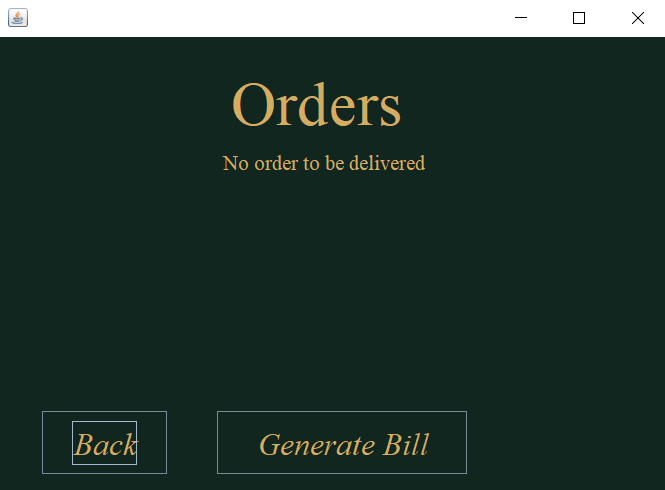 Orders
No order to be delivered
Back
Generate Bill